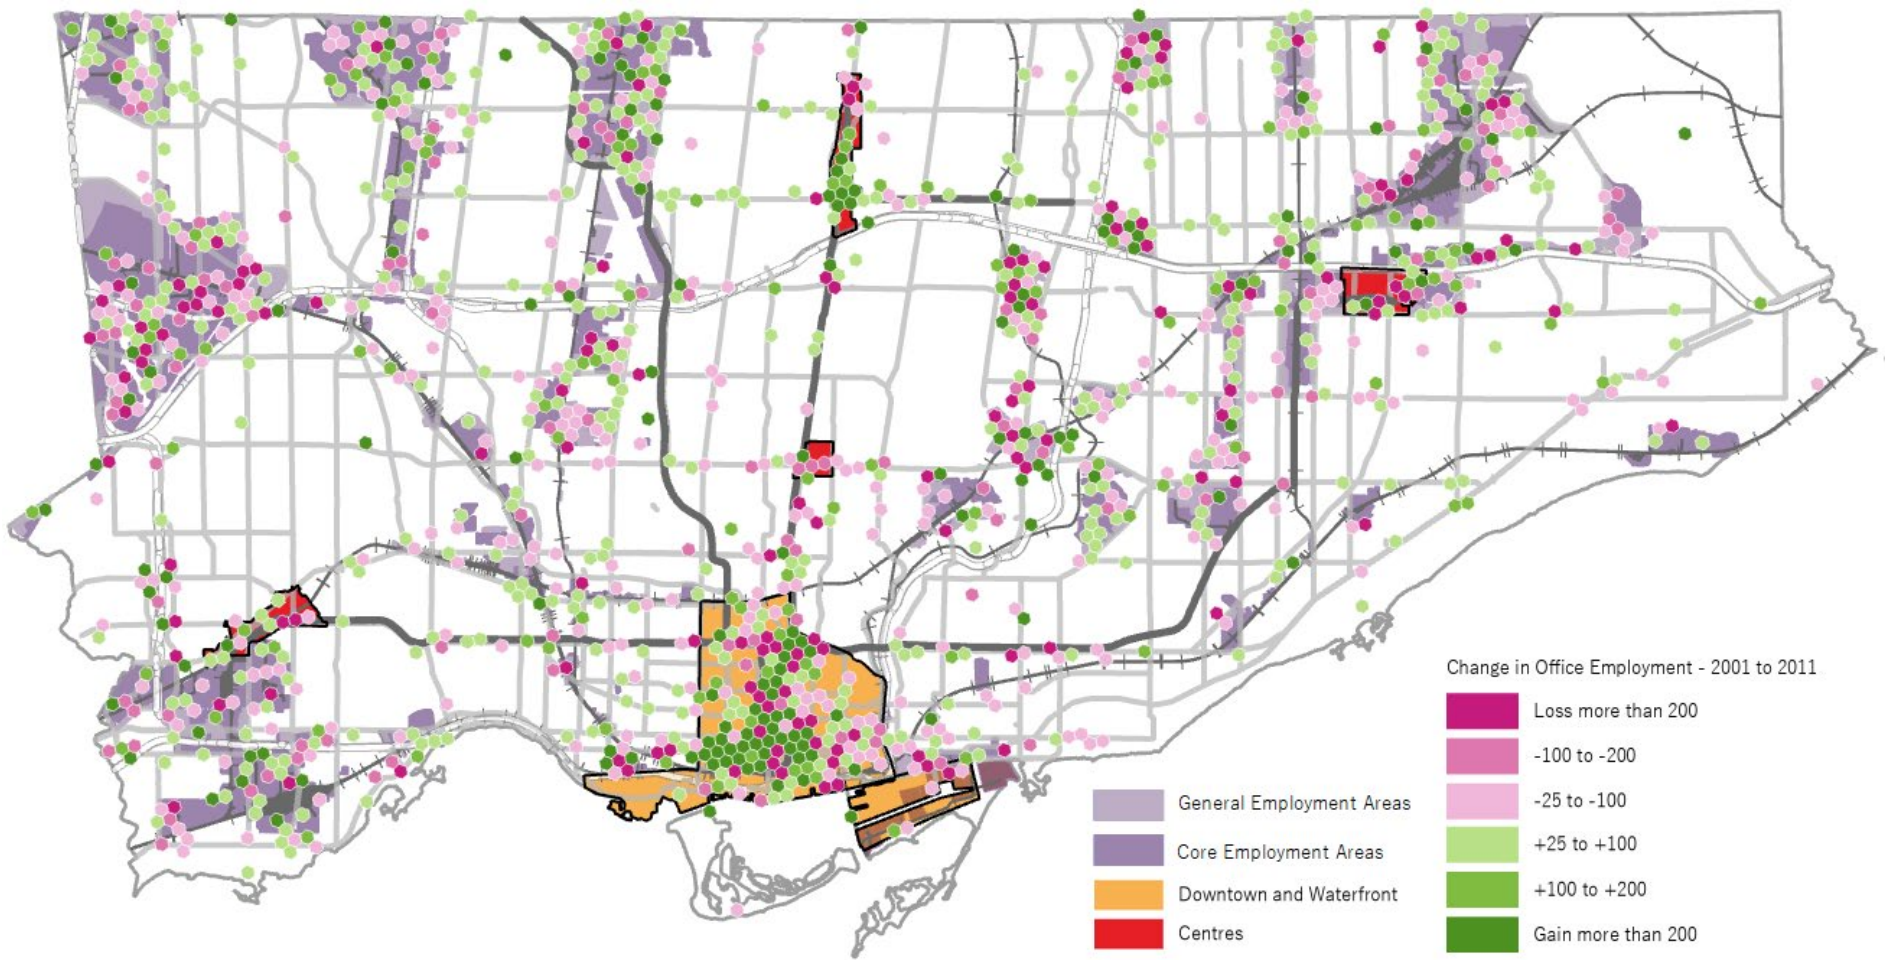 Change in Office Employment - 2001 to 2011
Loss more than 200
-100 to -200
-25 to -100
+25 to +100
+100 to +200
Gain more than 200
General Employment Areas
Core Employment Areas
Downtown and Waterfront
Centres